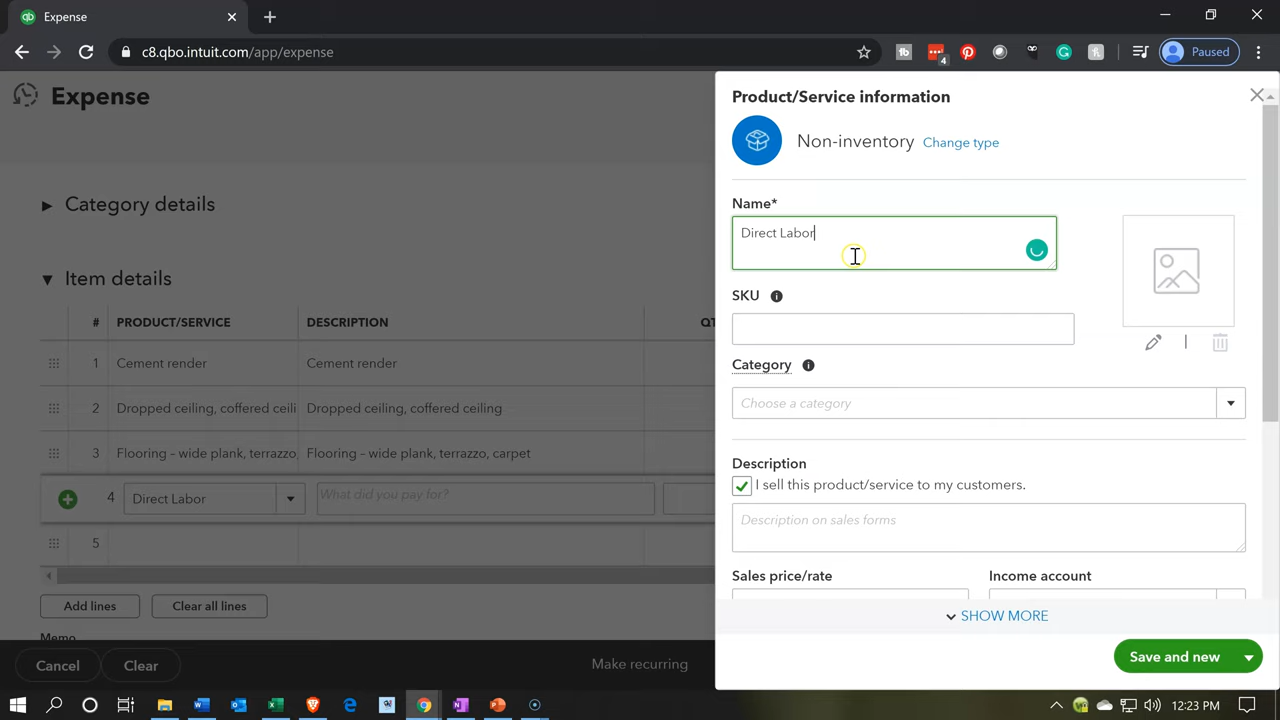 Expense
c8.qbo.intuit.com/app/expense
4
Paused
Expense
Category details
Item details
# PRODUCT/SERVICE DESCRIPTION QT
1 Cement render Cement render
2 Dropped ceiling, coffered ceili Dropped ceiling, coffered ceiling
3 Flooring – wide plank, terrazzo, Flooring – wide plank, terrazzo, carpet
4 Direct Labor What did you pay for?
5
Add lines Clear all lines
Memo
Cancel Clear Make recurring
Product/Service information
Non-inventory Change type
Name*
Direct Labor
SKU
Category
Choose a category
Description
I sell this product/service to my customers.
Description on sales forms
Sales price/rate Income account
SHOW MORE
Save and new
12:23 PM